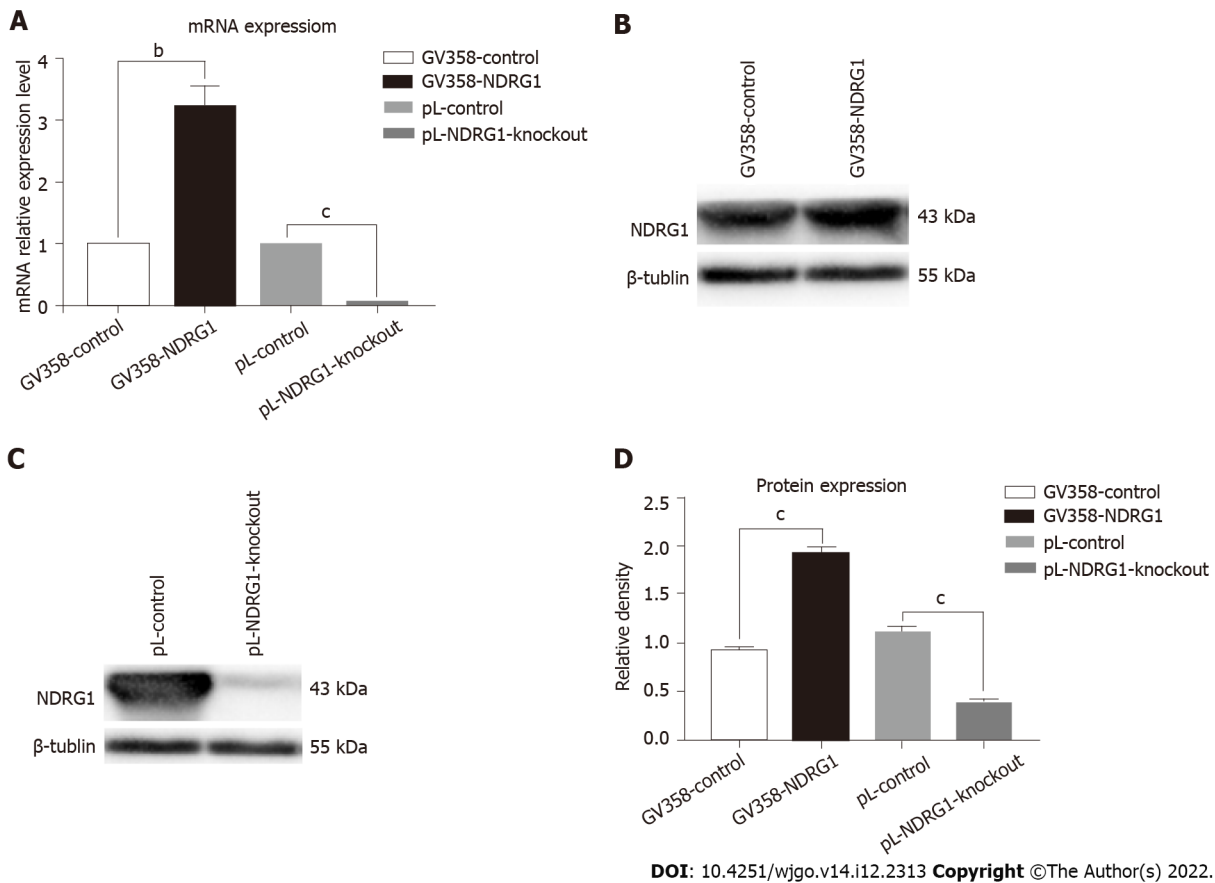 A
mRNA expressiom
b
c
mRNA relative expression level
4
3
2
1
0
GV358-control
GV358-NDRG1
pL-control
pL-NDRG1-knockout
GV358-control
GV358-NDRG1
pL-control
pL-NDRG1-knockout
B
GV358-control
GV358-NDRG1
NDRG1
43 kDa
β-tublin
55 kDa
C
pL-control
pL-NDRG1-knockout
NDRG1
43 kDa
β-tublin
55 kDa
D
Protein expression
c
c
Relative density
2.5
2.0
1.5
1.0
0.5
0.0
GV358-control
GV358-NDRG1
pL-control
pL-NDRG1-knockout
GV358-control
GV358-NDRG1
pL-control
pL-NDRG1-knockout
DOI: 10.4251/wjgo.v14.i12.2313 Copyright ©The Author(s) 2022.